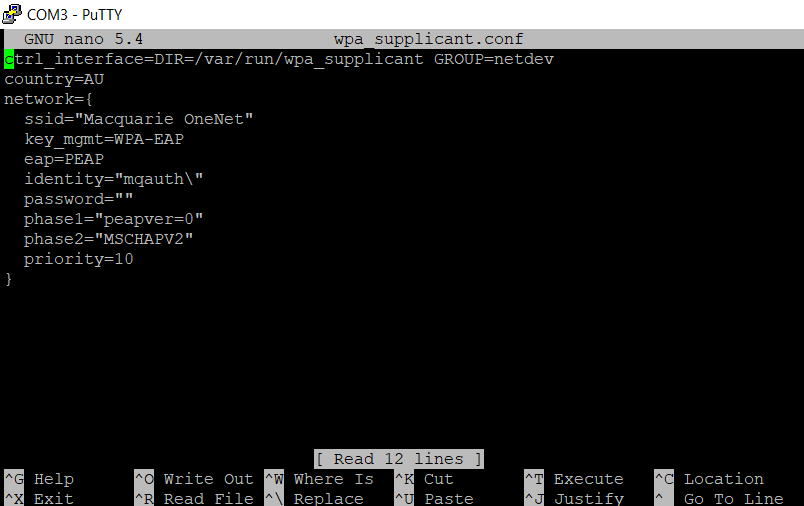 COM3 - PuTTY
GNU nano 5.4 wpa_supplicant.conf
ctrl_interface=DIR=/var/run/wpa_supplicant GROUP=netdev
country=AU
network={
ssid="Macquarie OneNet"
key_mgmt=WPA-EAP
eap=PEAP
identity="mqauth\"
password=""
phase1="peapver=0"
phase2="MSCHAPV2"
priority=10
}
[ Read 12 lines ]
^G Help ^O Write Out ^W Where Is ^K Cut ^T Execute ^C Location
^X Exit ^R Read File ^\ Replace ^U Paste ^J Justify ^ Go To Line